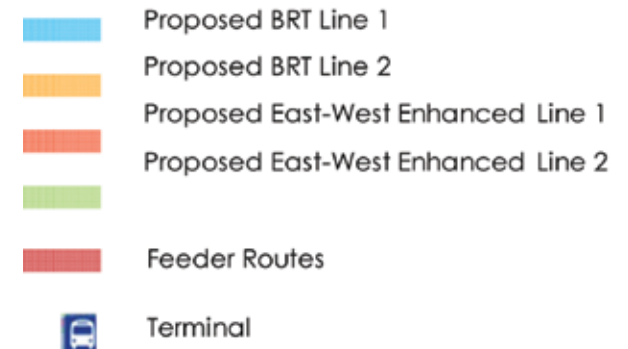 Proposed BRT Line 1
Proposed BRT Line 2
Proposed East-West Enhanced Line 1
Proposed East-West Enhanced Line 2
Feeder Routes
Terminal